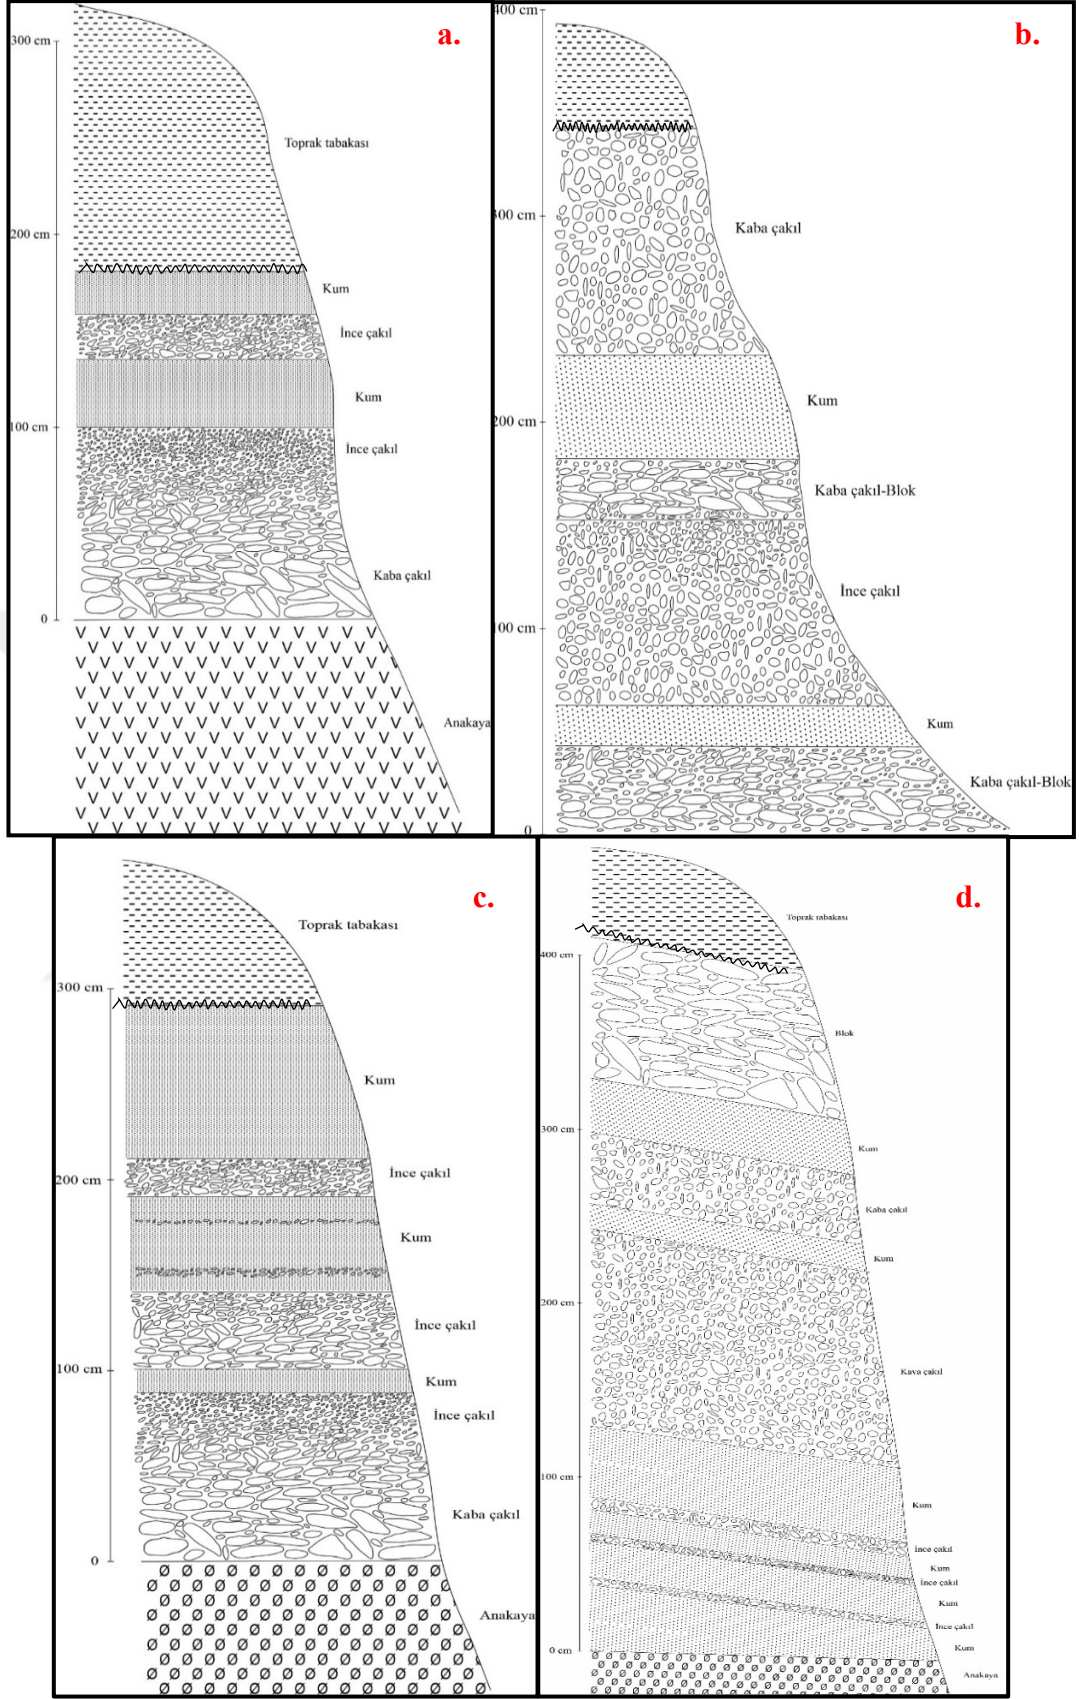 a.
300 cm
Toprak tabakası
200 cm
Kum
İnce çakıl
Kum
100 cm
İnce çakıl
Kaba çakıl
0
Anakaya
b.
400 cm
300 cm
Kaba çakıl
Kum
200 cm
Kaba çakıl-Blok
İnce çakıl
100 cm
Kum
Kaba çakıl-Blok
0
c.
Toprak tabakası
300 cm
Kum
İnce çakıl
200 cm
Kum
İnce çakıl
100 cm
Kum
İnce çakıl
Kaba çakıl
0
Anakaya
d.
Toprak tabakası
400 cm
Blok
300 cm
Kum
Kaba çakıl
Kum
200 cm
Kava çakıl
100 cm
Kum
İnce çakıl
Kum
İnce çakıl
Kum
İnce çakıl
Kum
0 cm
Anakaya